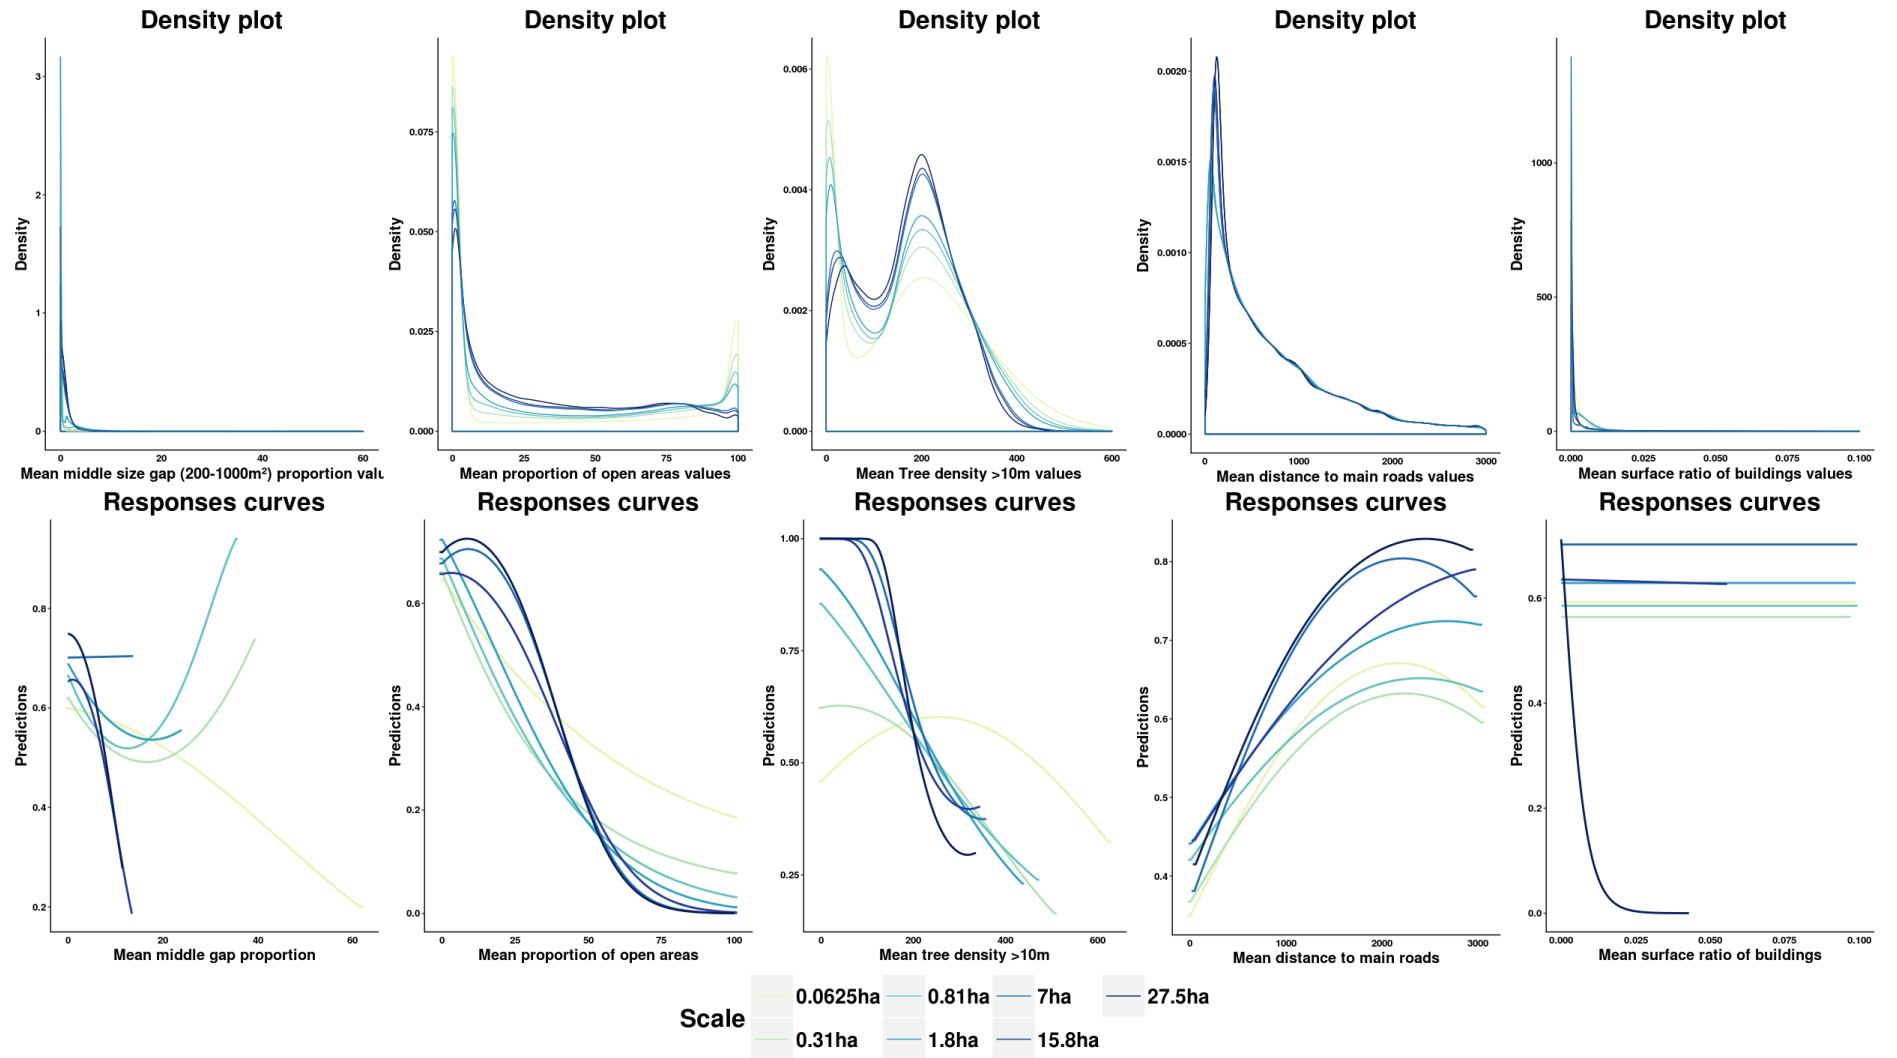 Density plot
Density plot
Density plot
Density plot
Density plot
Density
3
2
1
0
0
20
40
60
Mean middle size gap (200-1000m²) proportion valu
Density
0.075
0.050
0.025
0.000
0
25
50
75
100
Mean proportion of open areas values
Density
0.006
0.004
0.002
0.000
0
200
400
600
Mean Tree density >10m values
Density
0.0020
0.0015
0.0010
0.0005
0.0000
0
1000
2000
3000
Mean distance to main roads values
Density
1000
500
0
0.000
0.025
0.050
0.075
0.100
Mean surface ratio of buildings values
Responses curves
Responses curves
Responses curves
Responses curves
Responses curves
Predictions
0.8
0.6
0.4
0.2
0
20
40
60
Mean middle gap proportion
Predictions
0.6
0.4
0.2
0.0
0
25
50
75
100
Mean proportion of open areas
Predictions
1.00
0.75
0.50
0.25
0
200
400
600
Mean tree density >10m
Predictions
0.8
0.7
0.6
0.5
0.4
0
1000
2000
3000
Mean distance to main roads
Predictions
0.6
0.4
0.2
0.0
0.000
0.025
0.050
0.075
0.100
Mean surface ratio of buildings
Scale
0.0625ha
0.81ha
7ha
27.5ha
0.31ha
1.8ha
15.8ha